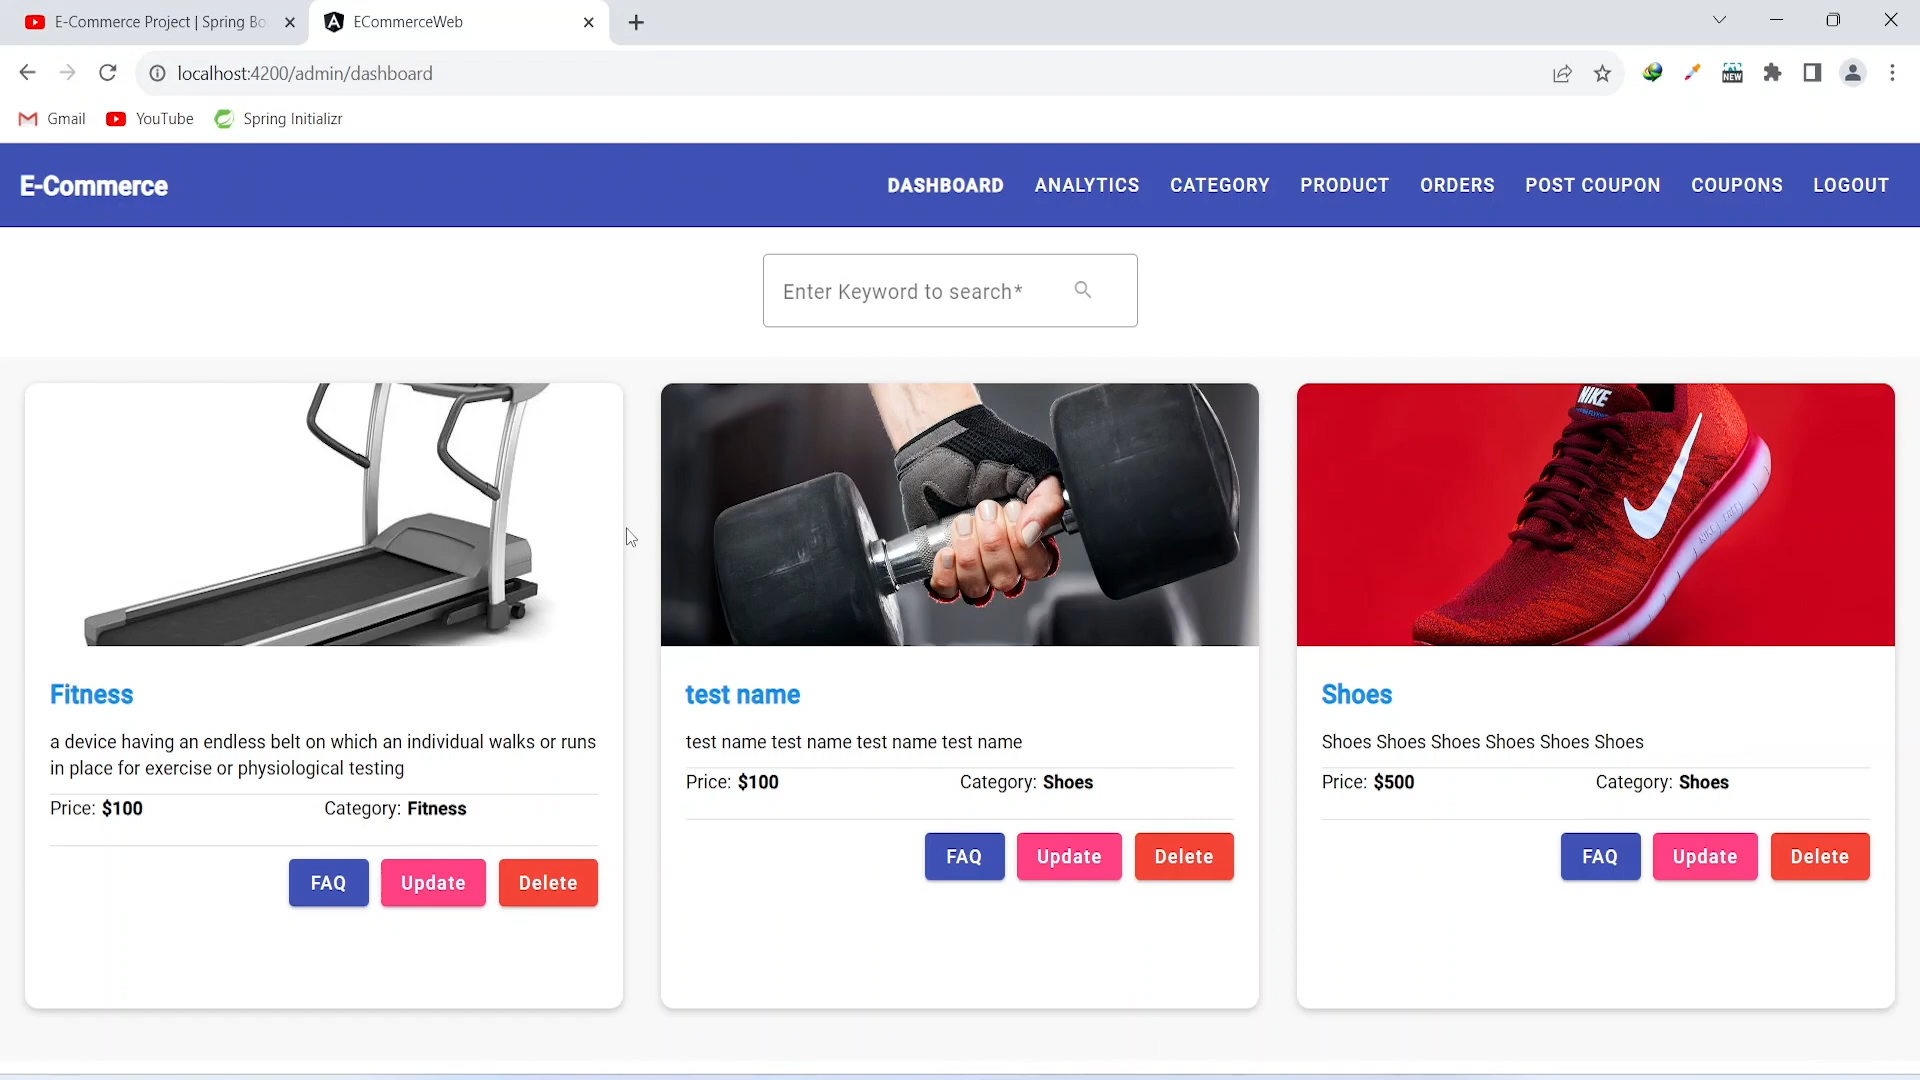 E-Commerce Project | Spring Bo
ECommerceWeb
localhost:4200/admin/dashboard
NEW
Gmail
YouTube
Spring Initializr
E-Commerce
DASHBOARD
ANALYTICS
CATEGORY
PRODUCT
ORDERS
POST COUPON
COUPONS
LOGOUT
Enter Keyword to search*
NIKE
Fitness
a device having an endless belt on which an individual walks or runs
in place for exercise or physiological testing
Price: $100
Category: Fitness
FAQ
Update
Delete
test name
test name test name test name test name
Price: $100
Category: Shoes
FAQ
Update
Delete
Shoes
Shoes Shoes Shoes Shoes Shoes Shoes
Price: $500
Category: Shoes
FAQ
Update
Delete